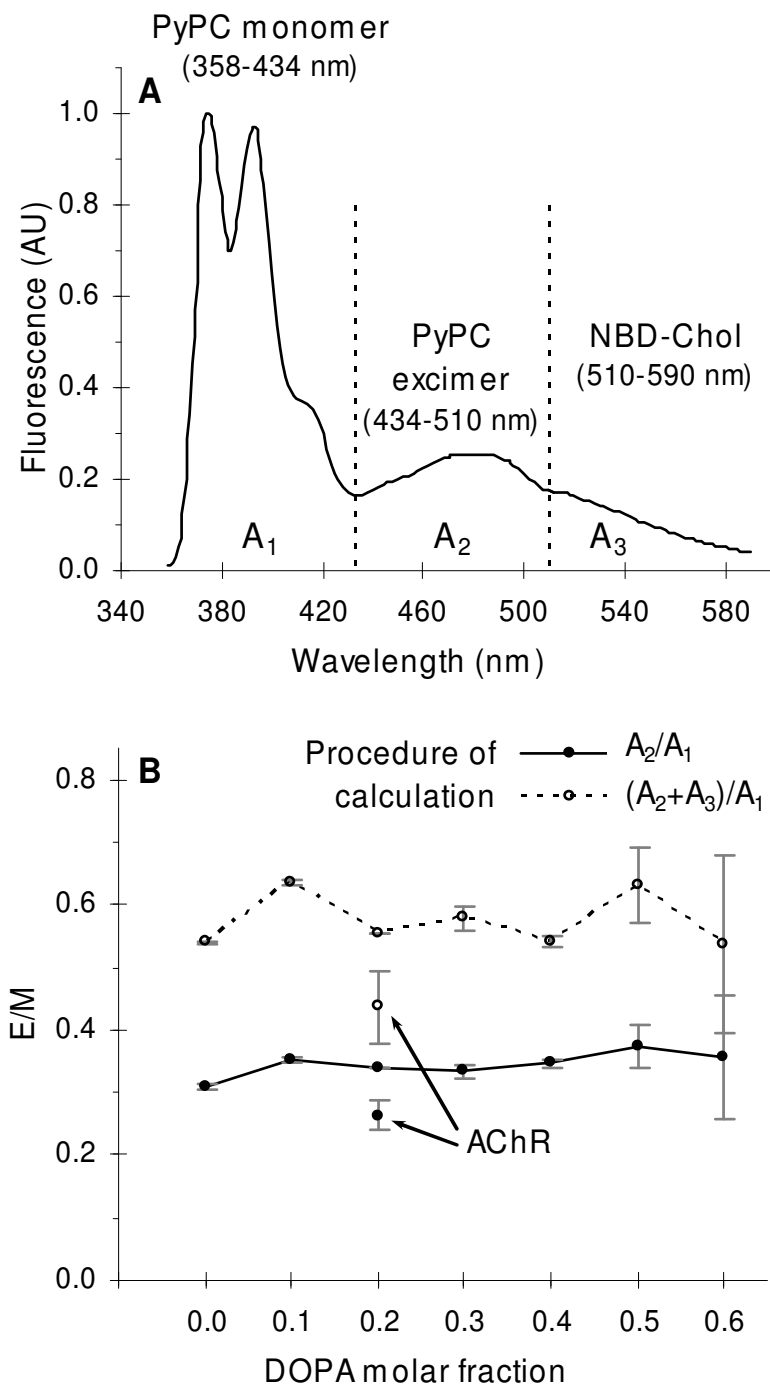 PyPC monomer
(358-434 nm)
A
1.0
0.8
0.6
0.4
0.2
0.0
Fluorescence (AU)
PyPC
excimer
(434-510 nm)
NBD-Chol
(510-590 nm)
A1
A2
A3
340 380 420 460 500 540 580
Wavelength (nm)
B
Procedure of
calculation
A2/A1
(A2+A3)/A1
0.8
0.6
0.4
0.2
0.0
E/M
AChR
0.0 0.1 0.2 0.3 0.4 0.5 0.6
DOPA molar fraction